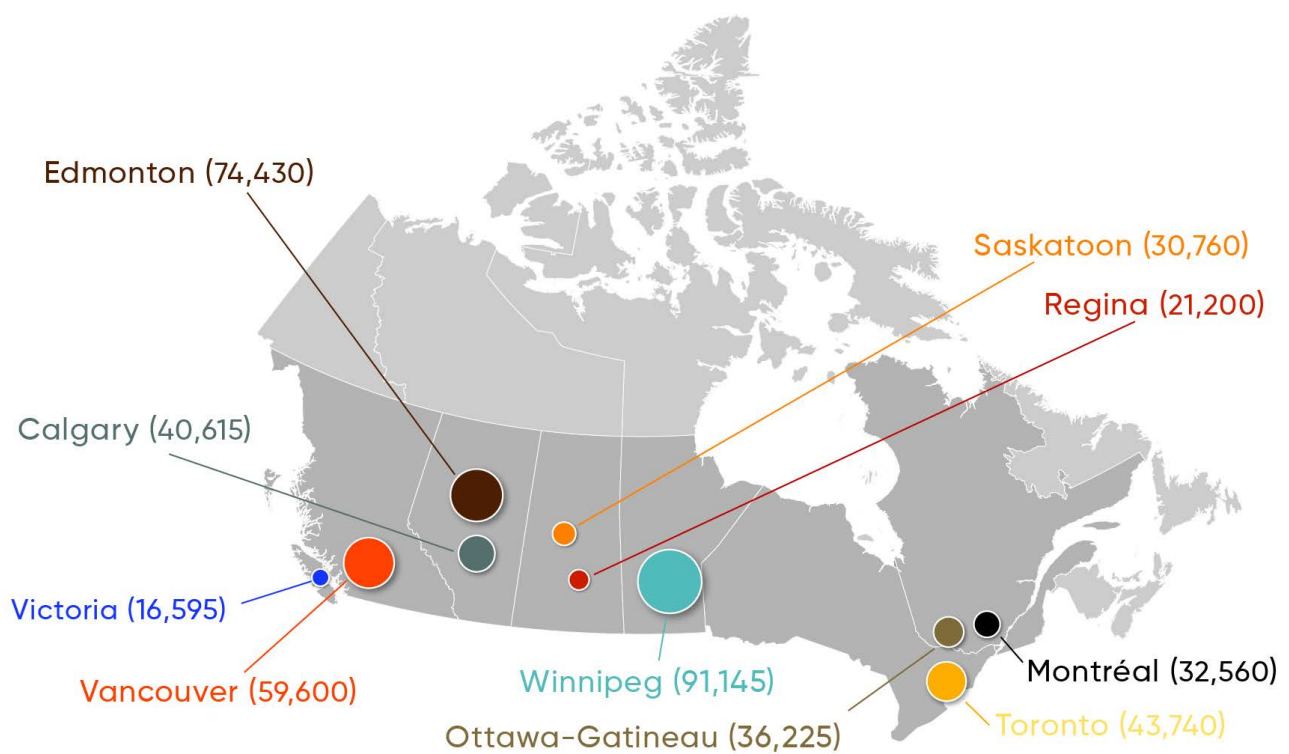 Edmonton (74,430)
Saskatoon (30,760)
Regina (21,200)
Calgary (40,615)
Victoria (16,595)
Vancouver (59,600)
Winnipeg (91,145)
Montréal (32,560)
Ottawa-Gatineau (36,225)
Toronto (43,740)